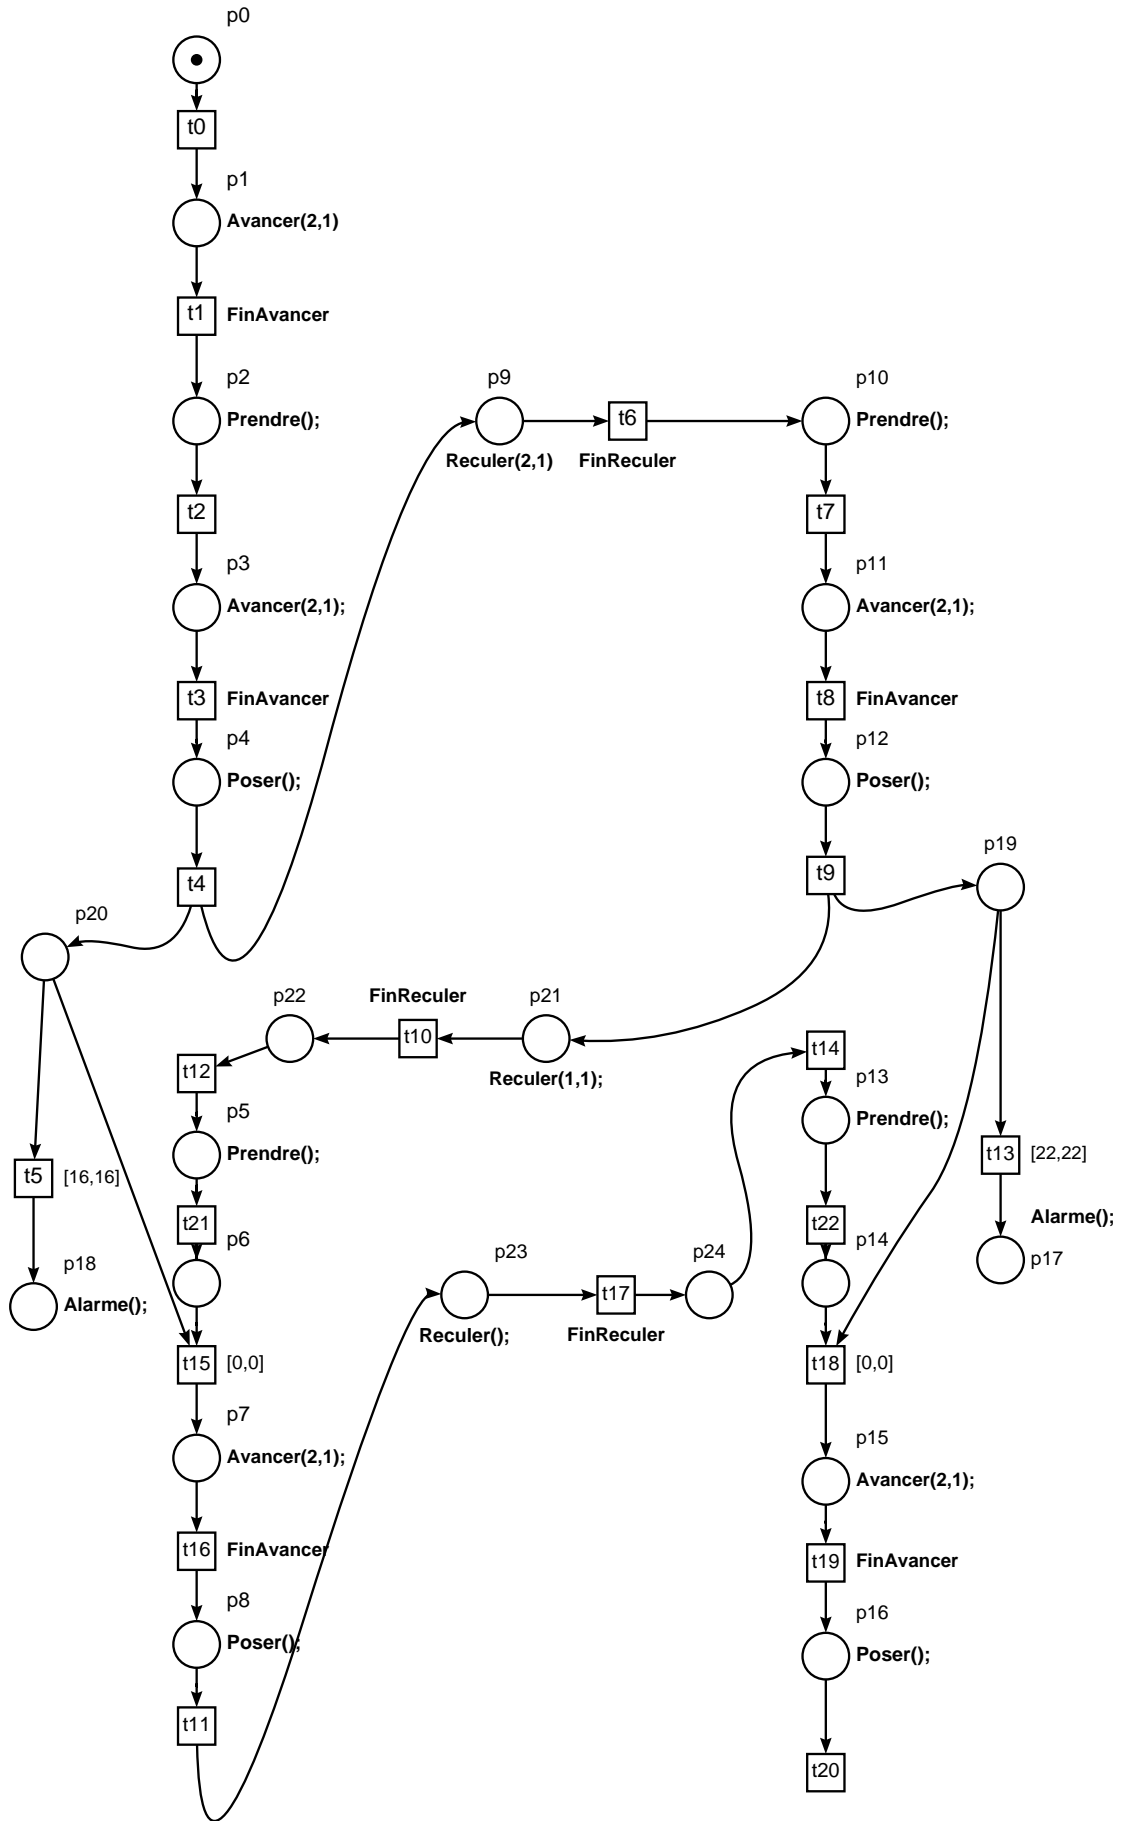 p0
t0
p1
Avancer(2,1)
t1 FinAvancer
p2
Prendre();
t2
p3
Avancer(2,1);
t3 FinAvancer
p4
Poser();
t4
p9
Reculer(2,1)
t6
FinReculer
p10
Prendre();
t7
p11
Avancer(2,1);
t8 FinAvancer
p12
Poser();
t9
p19
p20
p22
FinReculer
t10
p21
Reculer(1,1);
t12
p5
Prendre();
t21
p6
t5 [16,16]
p18
Alarme();
t15 [0,0]
p7
Avancer(2,1);
t16 FinAvancer
p8
Poser();
t11
p23
Reculer();
t17
FinReculer
p24
t14
p13
Prendre();
t22
p14
t13 [22,22]
Alarme();
p17
t18 [0,0]
p15
Avancer(2,1);
t19 FinAvancer
p16
Poser();
t20